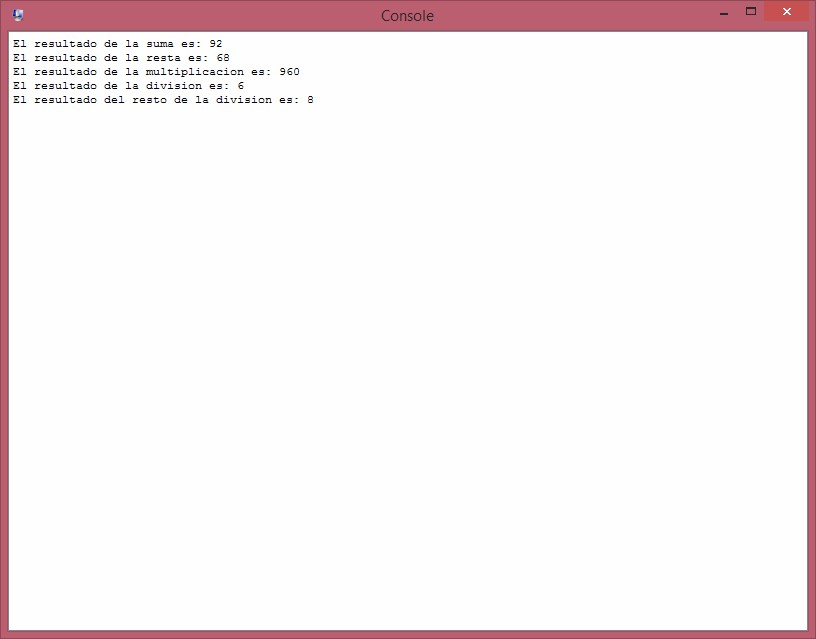 Console
El resultado de la suma es: 92
El resultado de la resta es: 68
El resultado de la multiplicacion es: 960
El resultado de la division es: 6
El resultado del resto de la division es: 8